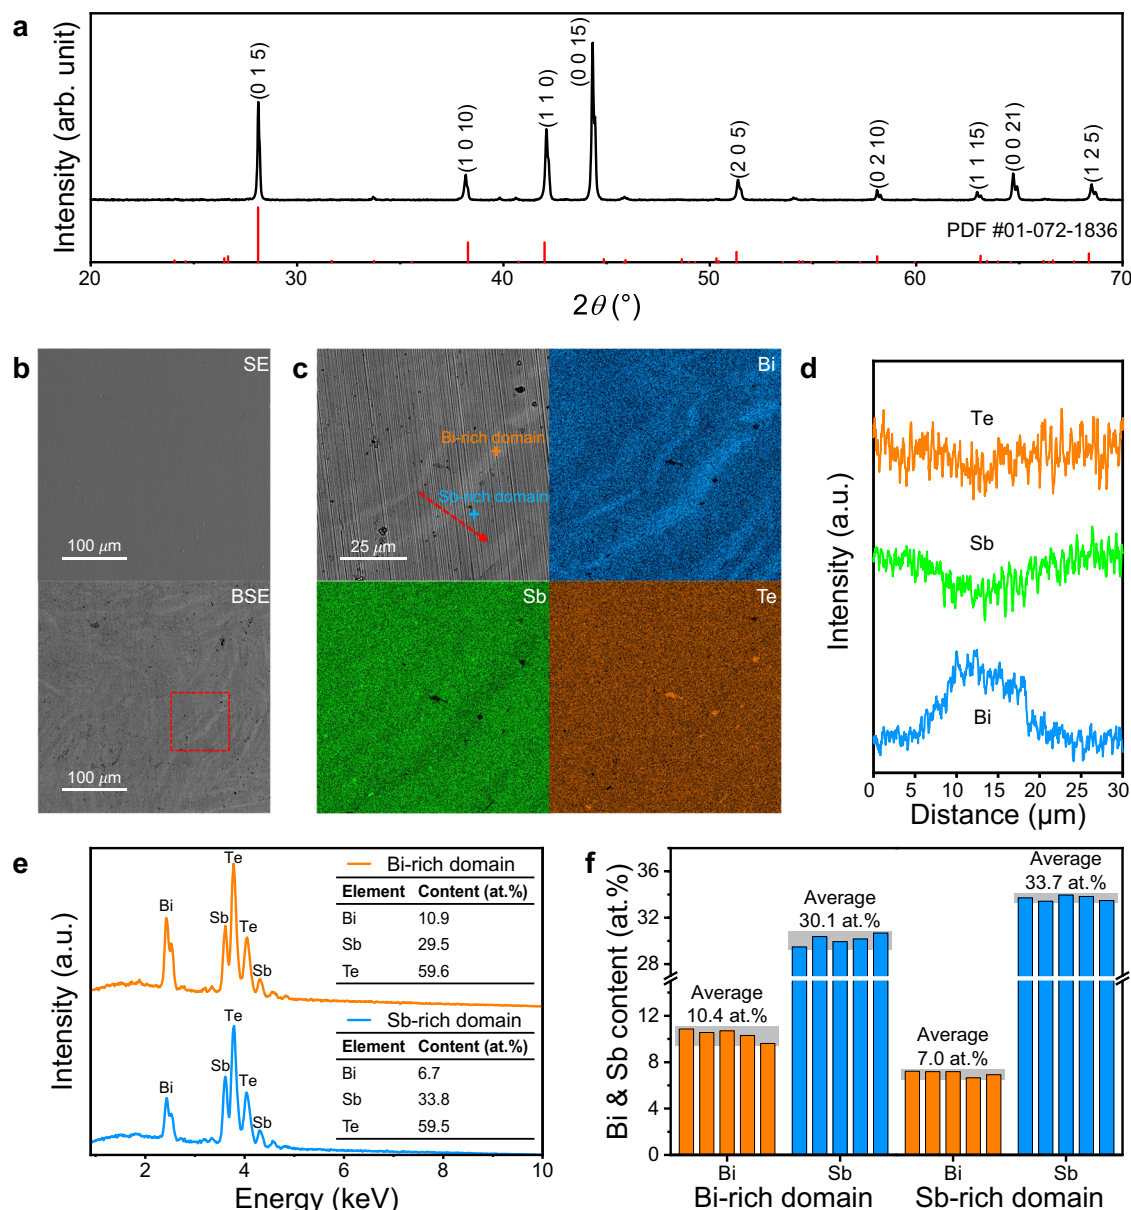 a
Intensity (arb. unit)
(0 1 5)
(1 0 10)
(1 1 0)
(0 0 15)
(2 0 5)
(0 2 10)
(1 1 15)
(0 0 21)
(1 2 5)
PDF #01-072-1836
20 30 40 50 60 70
2θ (°)
b
SE
100 μm
BSE
100 μm
c
Bi-rich domain
Sb-rich domain
25 μm
Bi
Sb
Te
d
Intensity (a.u.)
Te
Sb
Bi
0 5 10 15 20 25 30
Distance (μm)
e
Intensity (a.u.)
Te
Bi
Sb
Te
Sb
Bi-rich domain
Element Content (at.%)
Bi 10.9
Sb 29.5
Te 59.6
Te
Bi
Sb
Te
Sb
Sb-rich domain
Element Content (at.%)
Bi 6.7
Sb 33.8
Te 59.5
2 4 6 8 10
Energy (keV)
f
Bi & Sb content (at.%)
36
32
28
12
8
4
0
Average
10.4 at.%
Average
30.1 at.%
Average
7.0 at.%
Average
33.7 at.%
Bi Sb Bi Sb
Bi-rich domain Sb-rich domain